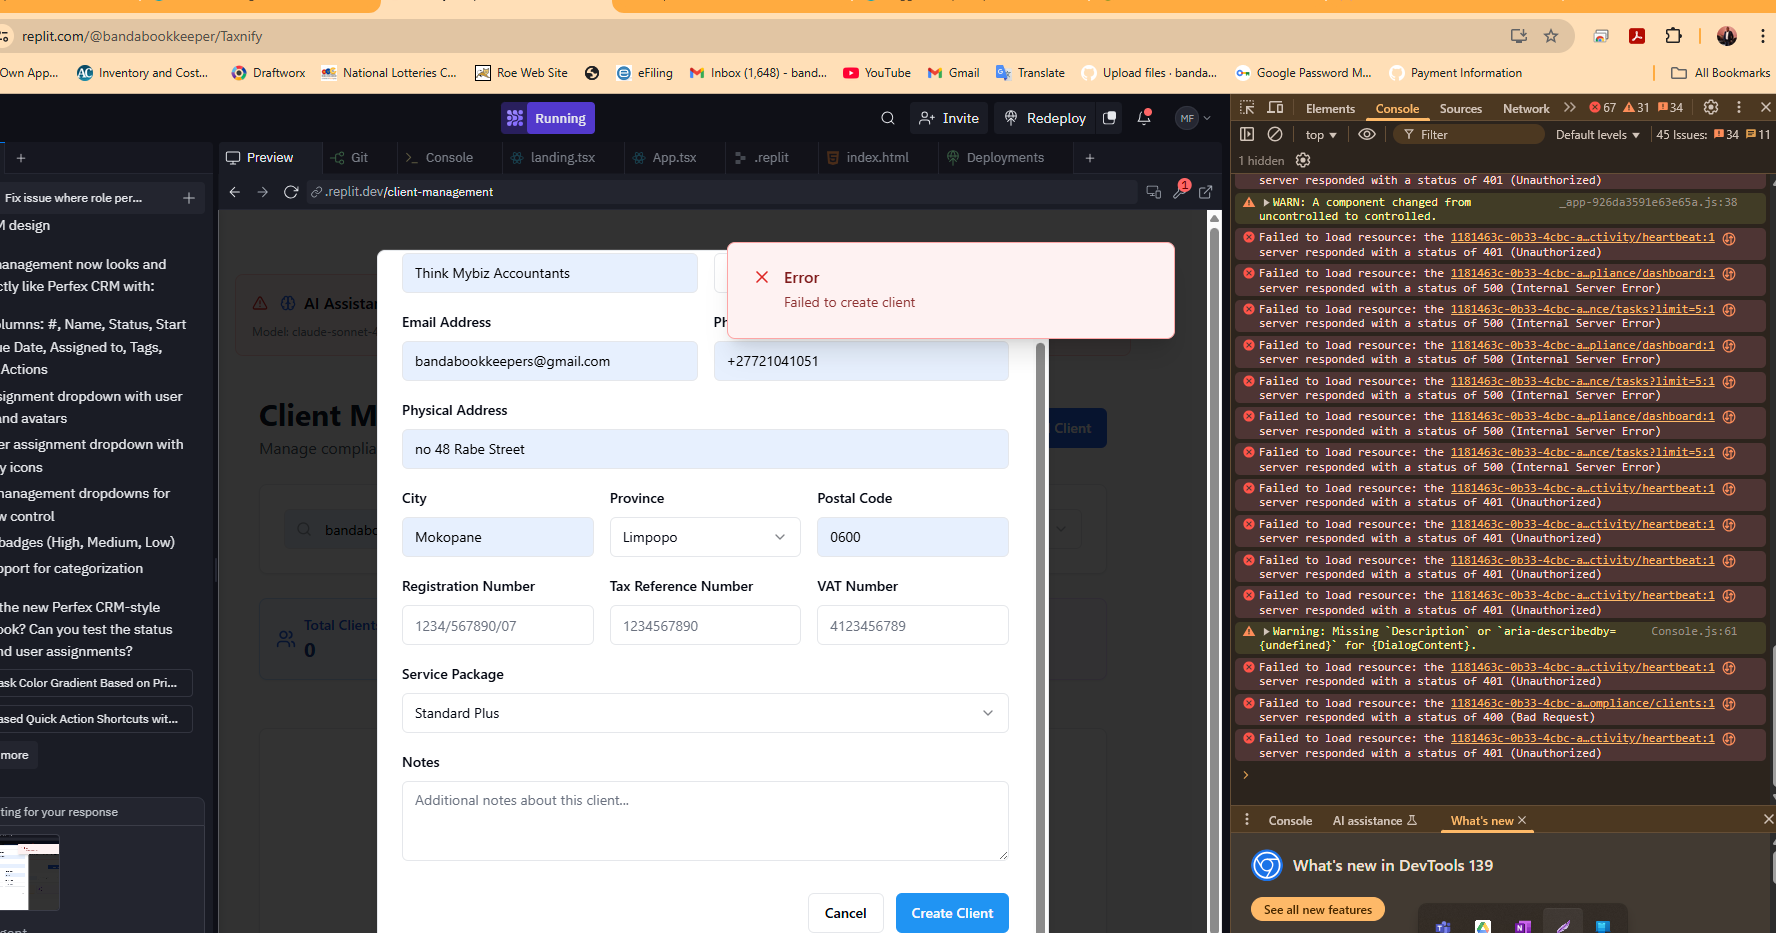 replit.com/@bandabookkeeper/Taxnify
Own App...
Inventory and Cost...
Draftworx
National Lotteries C...
Roe Web Site
eFiling
Inbox (1,648) - band...
YouTube
Gmail
Translate
Upload files · banda...
Google Password M...
Payment Information
All Bookmarks
Running
Invite
Redeploy
MF
Preview
Git
Console
landing.tsx
App.tsx
.replit
index.html
Deployments
.replit.dev/client-management
1
Fix issue where role per...
M design
management now looks and
ctly like Perfex CRM with:
lumns: #, Name, Status, Start
ue Date, Assigned to, Tags,
Actions
signment dropdown with user
and avatars
er assignment dropdown with
y icons
management dropdowns for
w control
badges (High, Medium, Low)
pport for categorization
the new Perfex CRM-style
ook? Can you test the status
nd user assignments?
ask Color Gradient Based on Pri...
ased Quick Action Shortcuts wit...
more
ting for your response
AI Assista
Model: claude-sonnet-4
Client M
Manage complia
Client
bandabo
Total Client
0
Think Mybiz Accountants
Error
Failed to create client
Email Address
Ph
bandabookkeepers@gmail.com
+27721041051
Physical Address
no 48 Rabe Street
City
Province
Postal Code
Mokopane
Limpopo
0600
Registration Number
Tax Reference Number
VAT Number
1234/567890/07
1234567890
4123456789
Service Package
Standard Plus
Notes
Additional notes about this client...
Cancel
Create Client
Elements
Console
Sources
Network
67
31
34
top
Filter
Default levels
45 Issues:
34
11
1 hidden
server responded with a status of 401 (Unauthorized)
WARN: A component changed from _app-926da3591e63e65a.js:38
uncontrolled to controlled.
Failed to load resource: the 1181463c-0b33-4cbc-a…ctivity/heartbeat:1
server responded with a status of 401 (Unauthorized)
Failed to load resource: the 1181463c-0b33-4cbc-a…pliance/dashboard:1
server responded with a status of 500 (Internal Server Error)
Failed to load resource: the 1181463c-0b33-4cbc-a…nce/tasks?limit=5:1
server responded with a status of 500 (Internal Server Error)
Failed to load resource: the 1181463c-0b33-4cbc-a…pliance/dashboard:1
server responded with a status of 500 (Internal Server Error)
Failed to load resource: the 1181463c-0b33-4cbc-a…nce/tasks?limit=5:1
server responded with a status of 500 (Internal Server Error)
Failed to load resource: the 1181463c-0b33-4cbc-a…pliance/dashboard:1
server responded with a status of 500 (Internal Server Error)
Failed to load resource: the 1181463c-0b33-4cbc-a…nce/tasks?limit=5:1
server responded with a status of 500 (Internal Server Error)
Failed to load resource: the 1181463c-0b33-4cbc-a…ctivity/heartbeat:1
server responded with a status of 401 (Unauthorized)
Failed to load resource: the 1181463c-0b33-4cbc-a…ctivity/heartbeat:1
server responded with a status of 401 (Unauthorized)
Failed to load resource: the 1181463c-0b33-4cbc-a…ctivity/heartbeat:1
server responded with a status of 401 (Unauthorized)
Failed to load resource: the 1181463c-0b33-4cbc-a…ctivity/heartbeat:1
server responded with a status of 401 (Unauthorized)
Warning: Missing `Description` or `aria-describedby= Console.js:61
{undefined}` for {DialogContent}.
Failed to load resource: the 1181463c-0b33-4cbc-a…ctivity/heartbeat:1
server responded with a status of 401 (Unauthorized)
Failed to load resource: the 1181463c-0b33-4cbc-a…ompliance/clients:1
server responded with a status of 400 (Bad Request)
Failed to load resource: the 1181463c-0b33-4cbc-a…ctivity/heartbeat:1
server responded with a status of 401 (Unauthorized)
Console
AI assistance
What's new
What's new in DevTools 139
See all new features